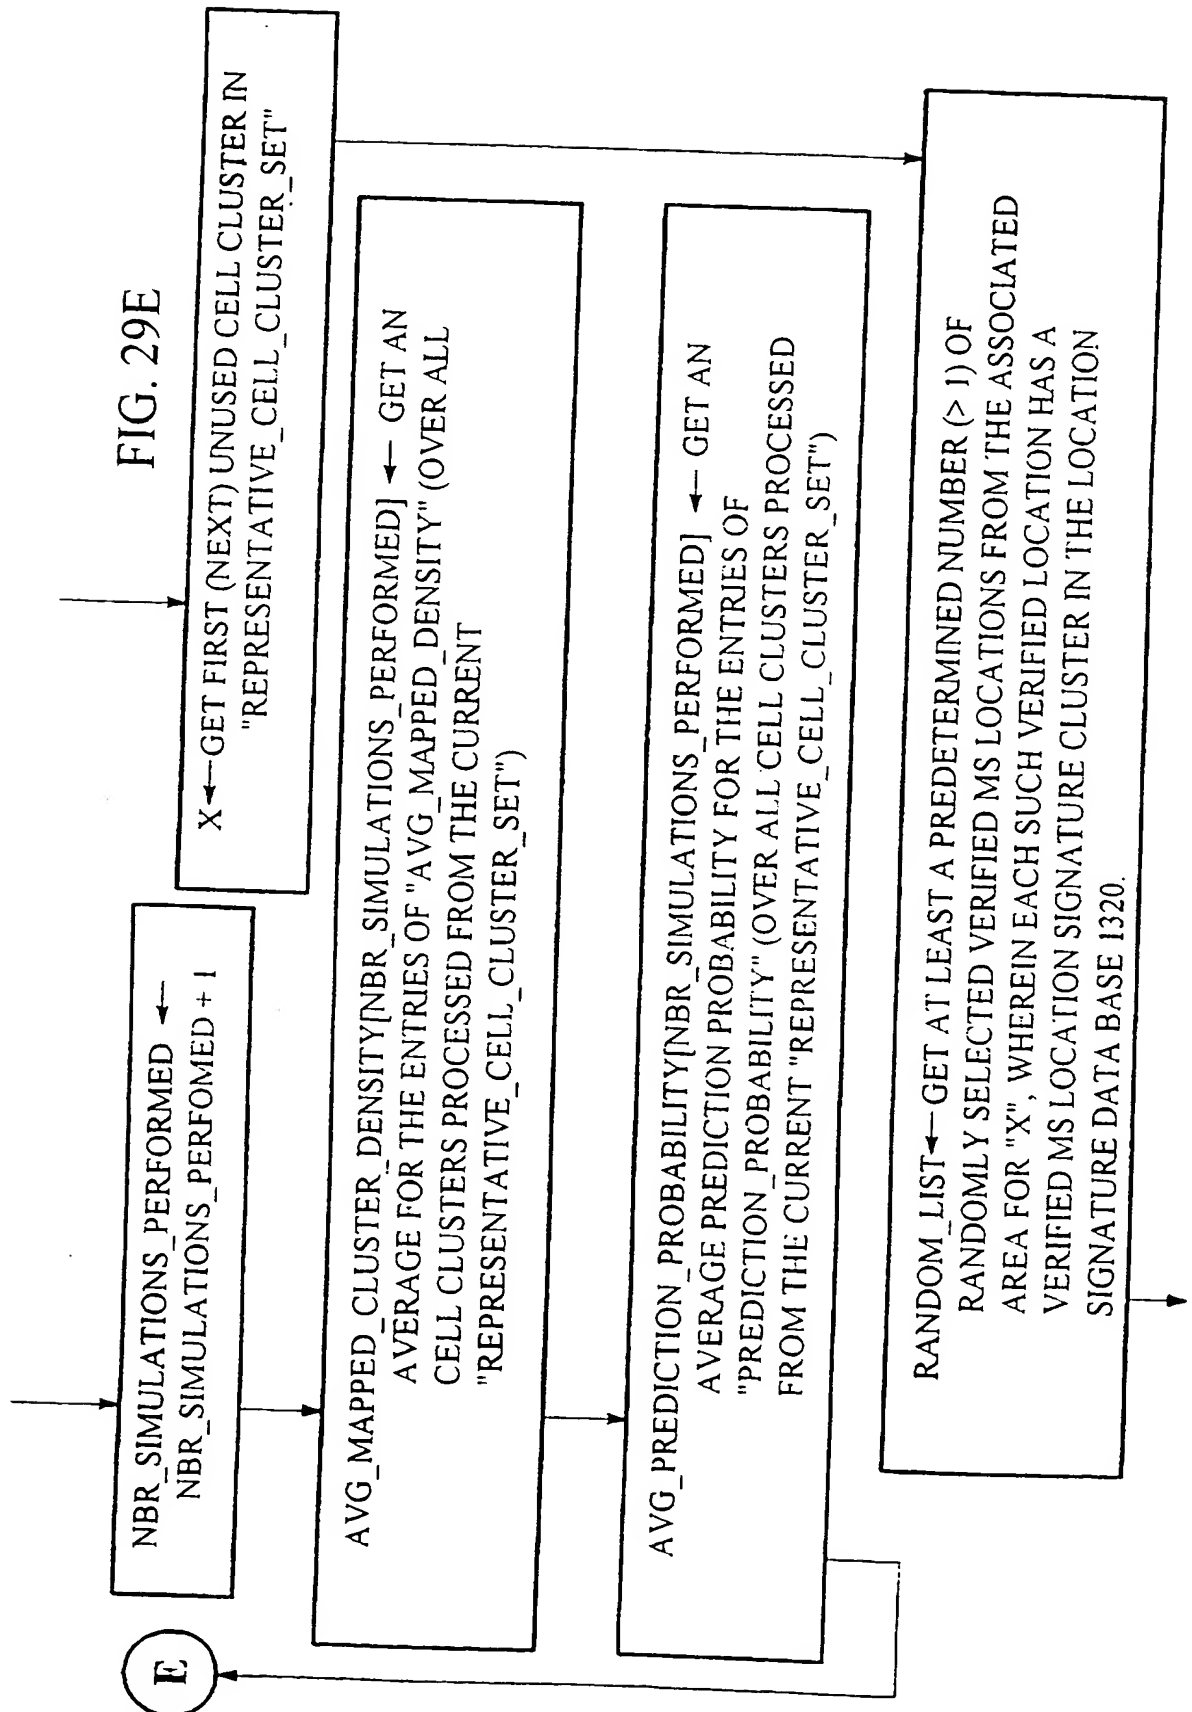 FIG. 29E
NBR_SIMULATIONS_PERFORMED ←
NBR_SIMULATIONS_PERFOMED + 1
X←GET FIRST (NEXT) UNUSED CELL CLUSTER IN
"REPRESENTATIVE_CELL_CLUSTER_SET"
AVG_MAPPED_CLUSTER_DENSITY[NBR_SIMULATIONS_PERFORMED] ← GET AN
AVERAGE FOR THE ENTRIES OF "AVG_MAPPED_DENSITY" (OVER ALL
CELL CLUSTERS PROCESSED FROM THE CURRENT
"REPRESENTATIVE_CELL_CLUSTER_SET")
AVG_PREDICTION_PROBABILITY[NBR_SIMULATIONS_PERFORMED] ← GET AN
AVERAGE PREDICTION PROBABILITY FOR THE ENTRIES OF
"PREDICTION_PROBABILITY" (OVER ALL CELL CLUSTERS PROCESSED
FROM THE CURRENT "REPRESENTATIVE_CELL_CLUSTER_SET")
E
RANDOM_LIST←GET AT LEAST A PREDETERMINED NUMBER (> 1) OF
RANDOMLY SELECTED VERIFIED MS LOCATIONS FROM THE ASSOCIATED
AREA FOR "X", WHEREIN EACH SUCH VERIFIED LOCATION HAS A
VERIFIED MS LOCATION SIGNATURE CLUSTER IN THE LOCATION
SIGNATURE DATA BASE 1320.